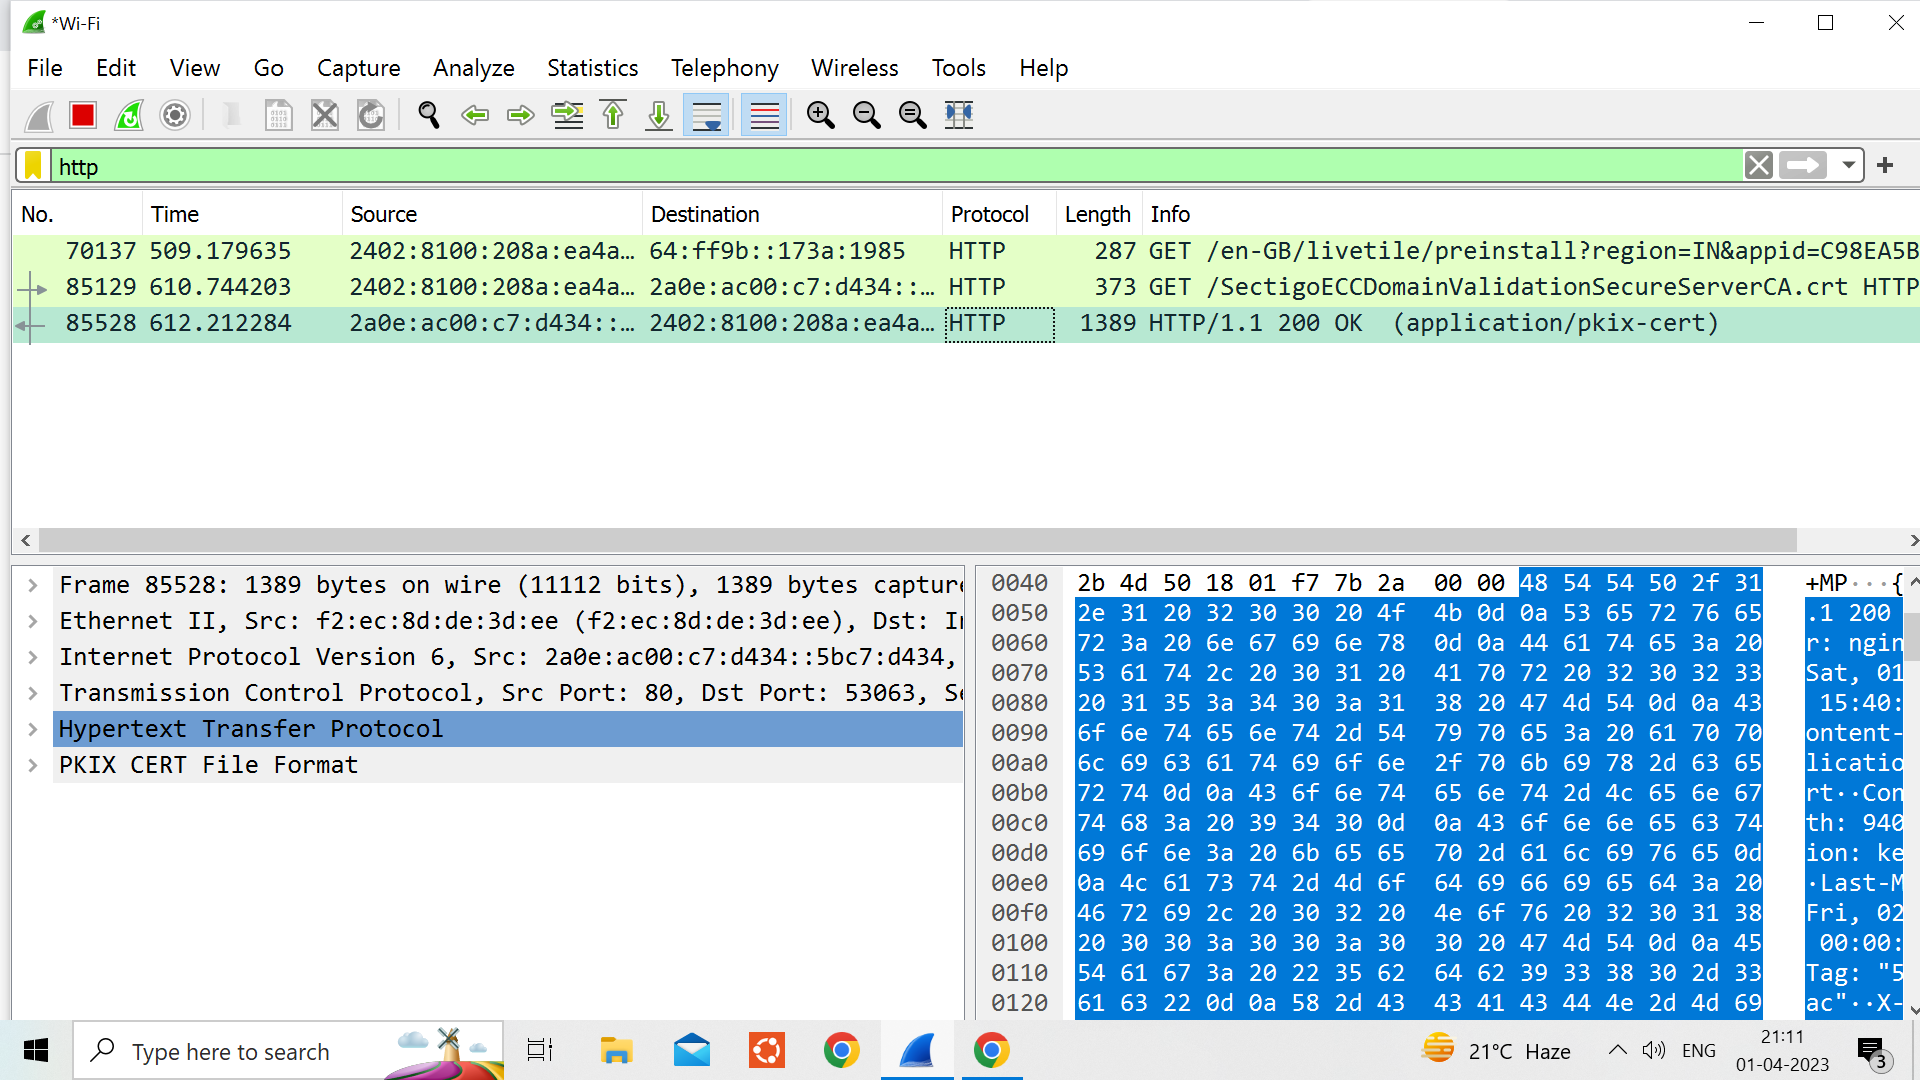 *Wi-Fi
File Edit View Go Capture Analyze Statistics Telephony Wireless Tools Help
http
No. Time Source Destination Protocol Length Info
70137 509.179635 2402:8100:208a:ea4a… 64:ff9b::173a:1985 HTTP 287 GET /en-GB/livetile/preinstall?region=IN&appid=C98EA5B
85129 610.744203 2402:8100:208a:ea4a… 2a0e:ac00:c7:d434::… HTTP 373 GET /SectigoECCDomainValidationSecureServerCA.crt HTTP
85528 612.212284 2a0e:ac00:c7:d434::… 2402:8100:208a:ea4a… HTTP 1389 HTTP/1.1 200 OK (application/pkix-cert)
Frame 85528: 1389 bytes on wire (11112 bits), 1389 bytes capture
Ethernet II, Src: f2:ec:8d:de:3d:ee (f2:ec:8d:de:3d:ee), Dst: In
Internet Protocol Version 6, Src: 2a0e:ac00:c7:d434::5bc7:d434,
Transmission Control Protocol, Src Port: 80, Dst Port: 53063, Se
Hypertext Transfer Protocol
PKIX CERT File Format
0040 2b 4d 50 18 01 f7 7b 2a 00 00 48 54 54 50 2f 31 +MP···{
0050 2e 31 20 32 30 30 20 4f 4b 0d 0a 53 65 72 76 65 .1 200
0060 72 3a 20 6e 67 69 6e 78 0d 0a 44 61 74 65 3a 20 r: ngin
0070 53 61 74 2c 20 30 31 20 41 70 72 20 32 30 32 33 Sat, 01
0080 20 31 35 3a 34 30 3a 31 38 20 47 4d 54 0d 0a 43 15:40:
0090 6f 6e 74 65 6e 74 2d 54 79 70 65 3a 20 61 70 70 ontent-
00a0 6c 69 63 61 74 69 6f 6e 2f 70 6b 69 78 2d 63 65 licatio
00b0 72 74 0d 0a 43 6f 6e 74 65 6e 74 2d 4c 65 6e 67 rt··Con
00c0 74 68 3a 20 39 34 30 0d 0a 43 6f 6e 6e 65 63 74 th: 940
00d0 69 6f 6e 3a 20 6b 65 65 70 2d 61 6c 69 76 65 0d ion: ke
00e0 0a 4c 61 73 74 2d 4d 6f 64 69 66 69 65 64 3a 20 ·Last-M
00f0 46 72 69 2c 20 30 32 20 4e 6f 76 20 32 30 31 38 Fri, 02
0100 20 30 30 3a 30 30 3a 30 30 20 47 4d 54 0d 0a 45 00:00:
0110 54 61 67 3a 20 22 35 62 64 62 39 33 38 30 2d 33 Tag: "5
0120 61 63 22 0d 0a 58 2d 43 43 41 43 44 4e 2d 4d 69 ac"··X-
Type here to search
21°C Haze
ENG
21:11
01-04-2023
3